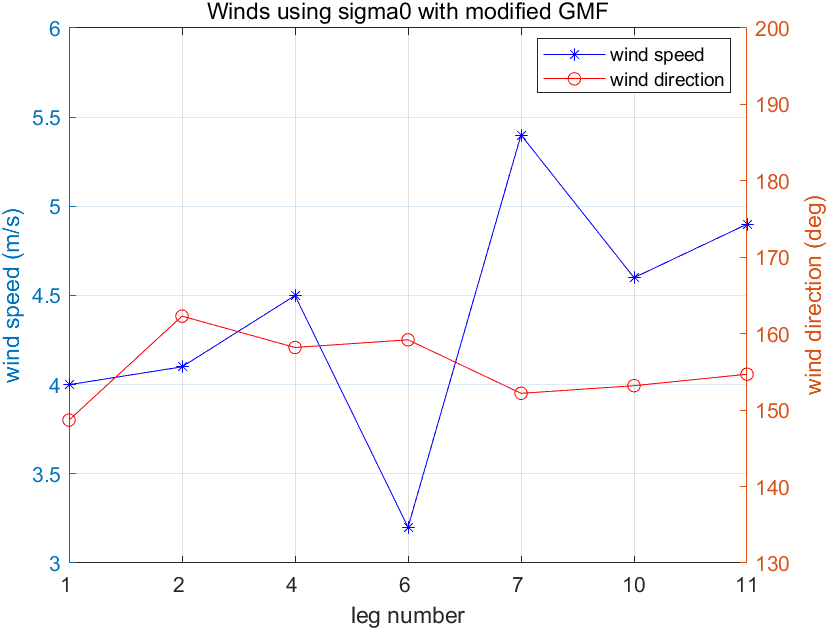 Winds using sigma0 with modified GMF
wind speed
wind direction
wind speed (m/s)
6
5.5
5
4.5
4
3.5
3
200
190
180
170
160
150
140
130
wind direction (deg)
1 2 4 6 7 10 11
leg number